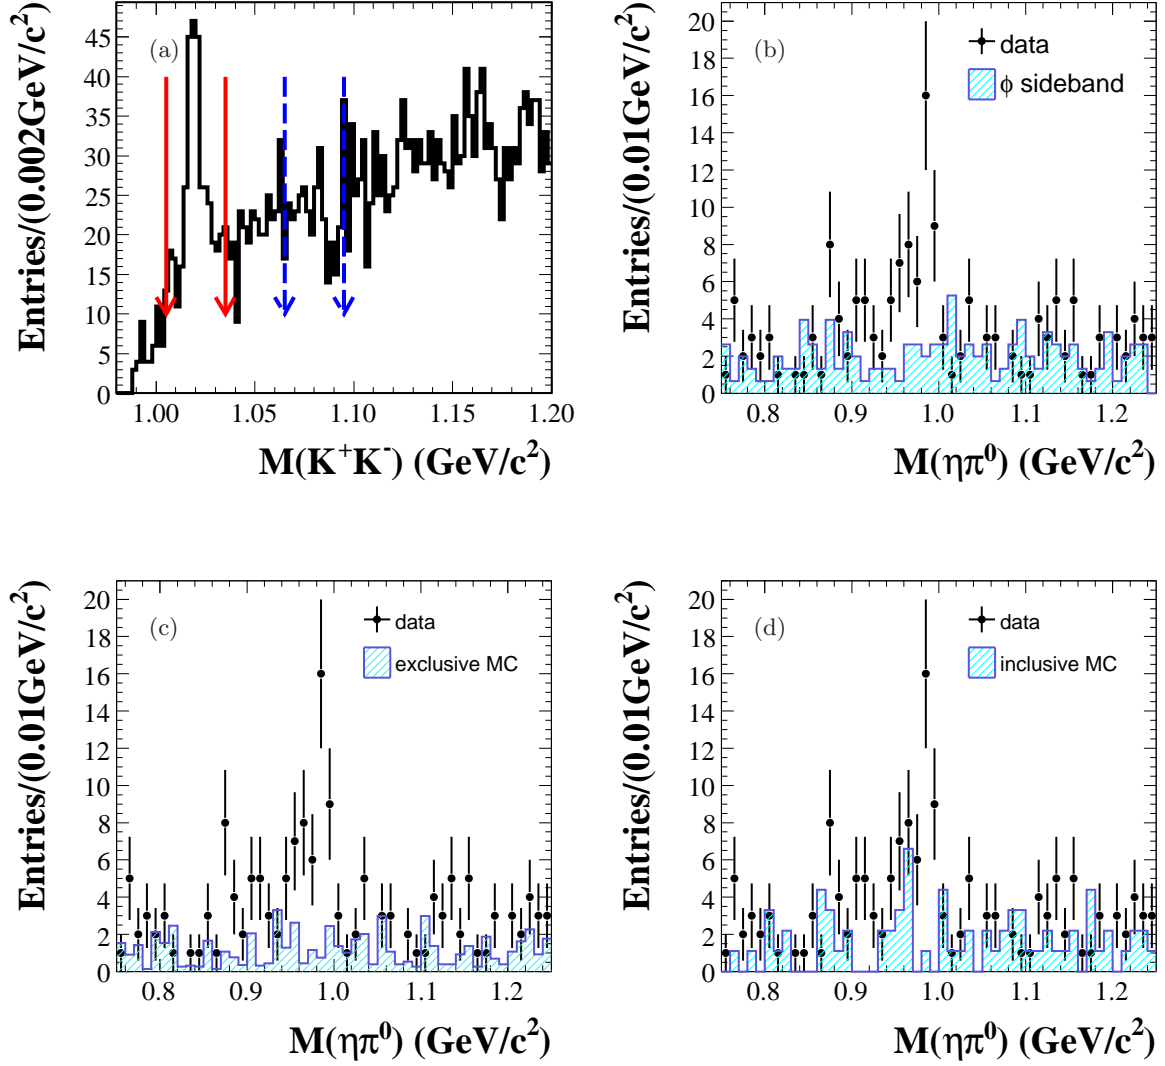 (a)
Entries/(0.002GeV/c²)
45
40
35
30
25
20
15
10
5
0
1.00 1.05 1.10 1.15 1.20
M(K⁺K⁻) (GeV/c²)
(b)
data
ϕ sideband
Entries/(0.01GeV/c²)
20
18
16
14
12
10
8
6
4
2
0
0.8 0.9 1.0 1.1 1.2
M(ηπ⁰) (GeV/c²)
(c)
data
exclusive MC
Entries/(0.01GeV/c²)
20
18
16
14
12
10
8
6
4
2
0
0.8 0.9 1.0 1.1 1.2
M(ηπ⁰) (GeV/c²)
(d)
data
inclusive MC
Entries/(0.01GeV/c²)
20
18
16
14
12
10
8
6
4
2
0
0.8 0.9 1.0 1.1 1.2
M(ηπ⁰) (GeV/c²)